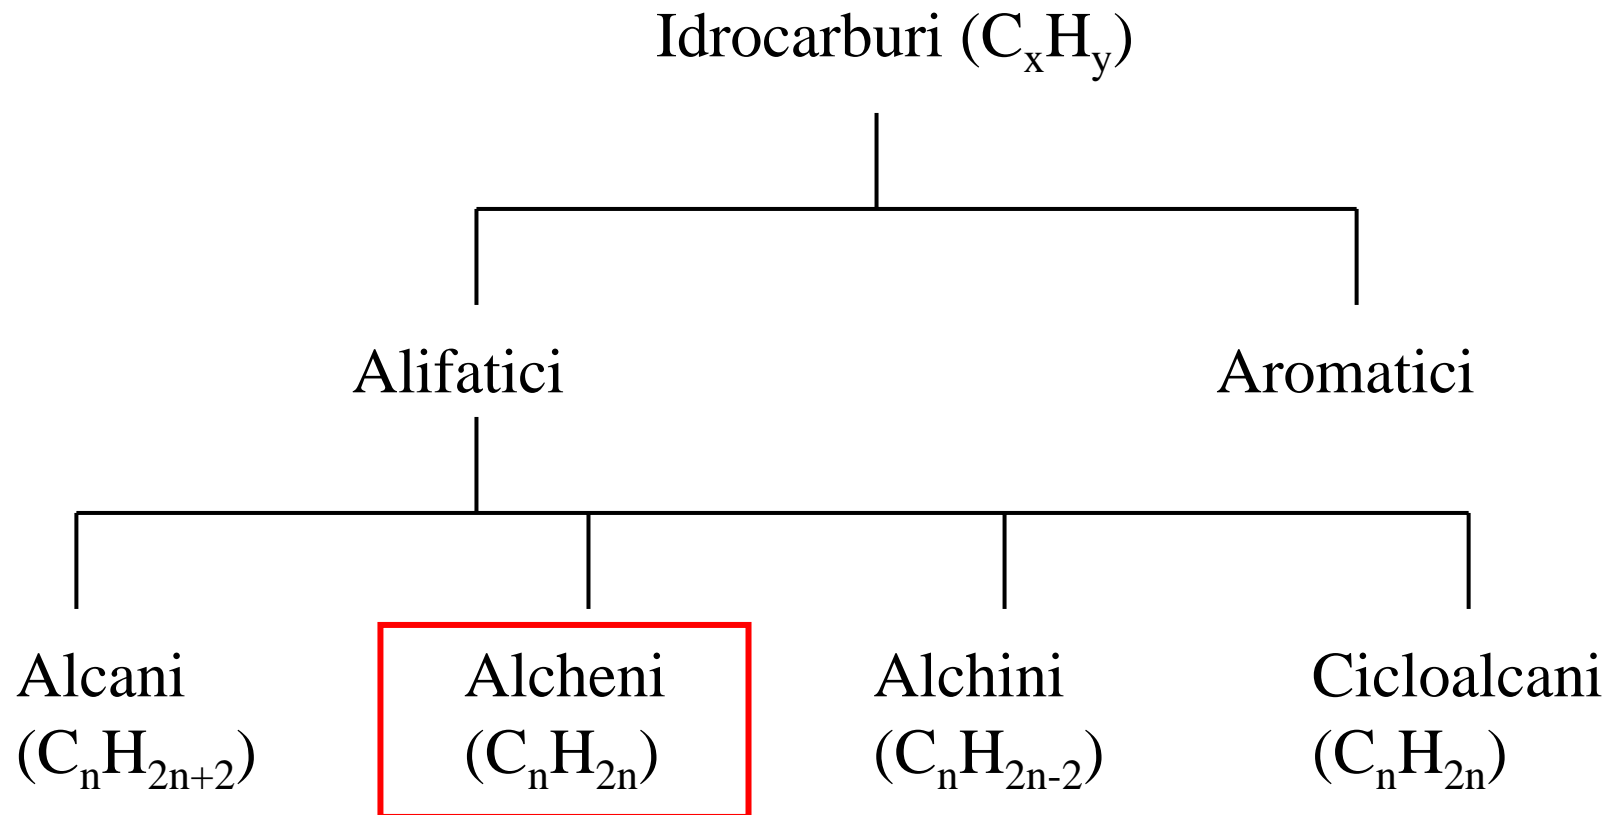 Idrocarburi (CxHy)
Alifatici
Aromatici
Alcani
(CnH2n+2)
Alcheni
(CnH2n)
Alchini
(CnH2n-2)
Cicloalcani
(CnH2n)